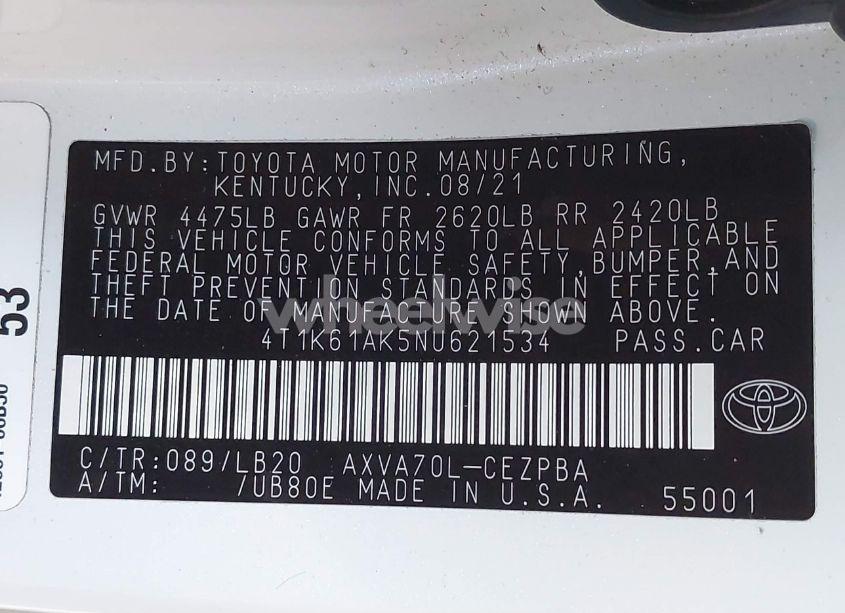 MFD.BY:TOYOTA MOTOR MANUFACTURING,
KENTUCKY,INC.08/21
GVWR 4475LB GAWR FR 2620LB RR 2420LB
THIS VEHICLE CONFORMS TO ALL APPLICABLE
FEDERAL MOTOR VEHICLE SAFETY,BUMPER,AND
THEFT PREVENTION STANDARDS IN EFFECT ON
THE DATE OF MANUFACTURE SHOWN ABOVE.
wheelwise
4T1K61AK5NU621534 PASS.CAR
C/TR:089/LB20 AXVA70L-CEZPBA
A/TM: /UB80E MADE IN U.S.A. 55001
53